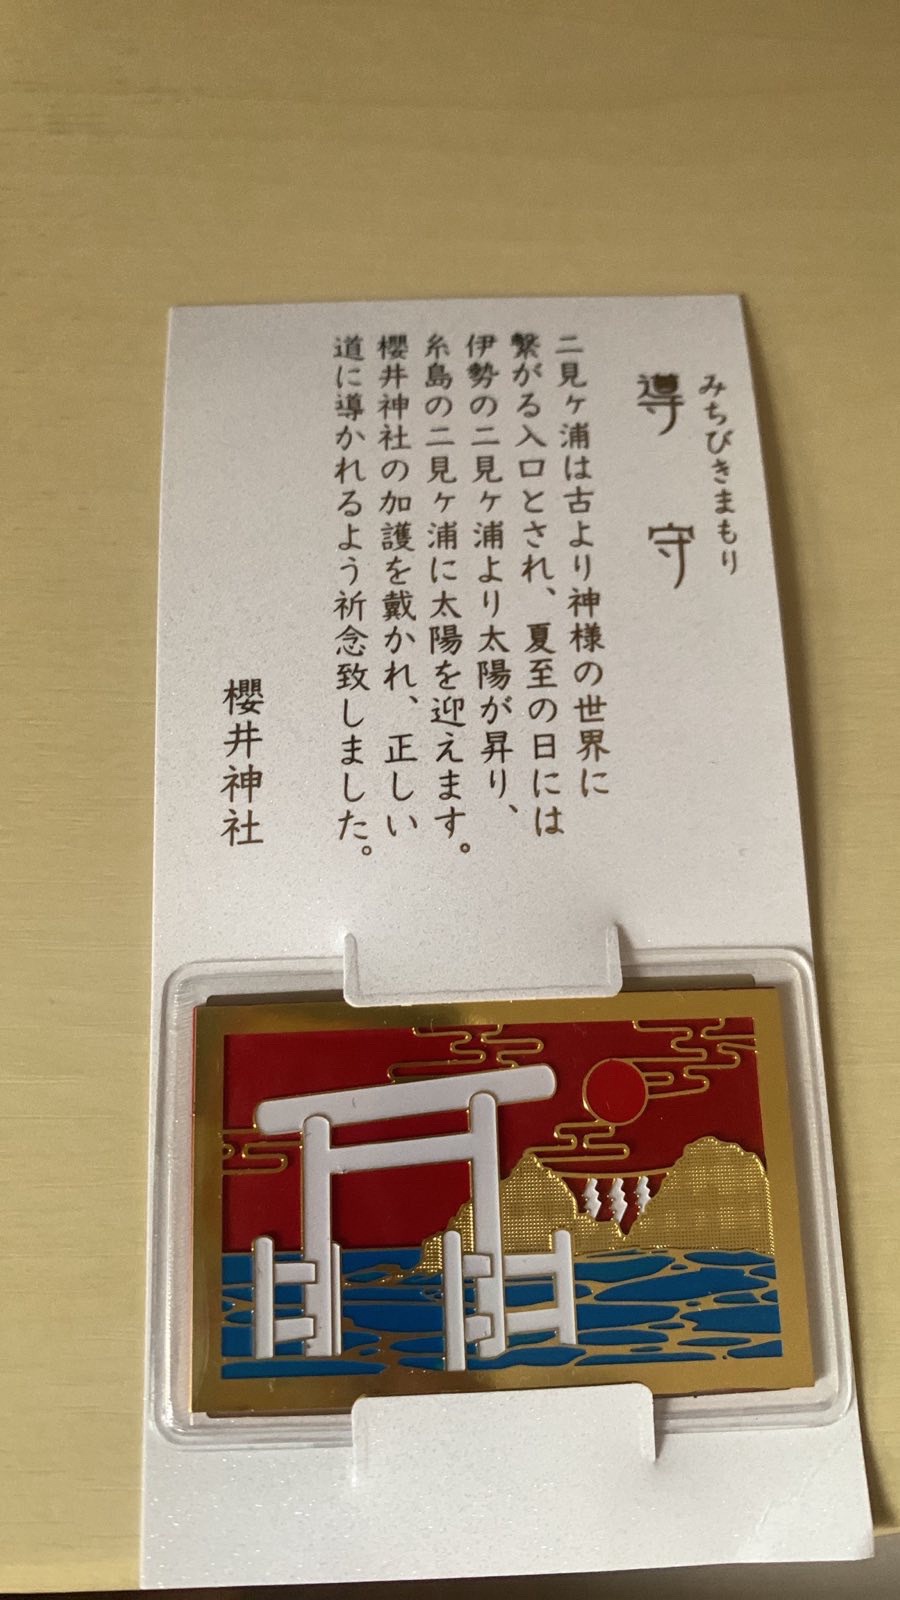 みちびきまもり
導守
二見ヶ浦は古より神様の世界に
繋がる入口とされ、夏至の日には
伊勢の二見ヶ浦より太陽が昇り、
糸島の二見ヶ浦に太陽を迎えます。
櫻井神社の加護を戴かれ、正しい
道に導かれるよう祈念致しました。
櫻井神社